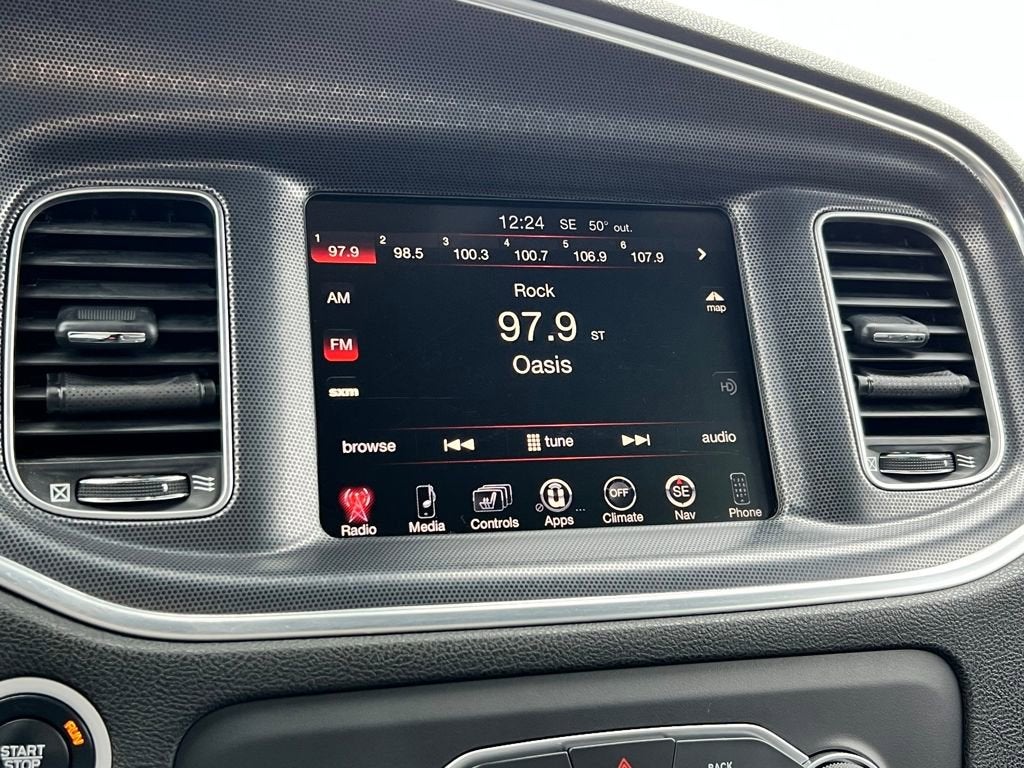 12:24 SE 50° out.
1 97.9 2 98.5 3 100.3 4 100.7 5 106.9 6 107.9
AM
Rock
map
FM
97.9 ST
Oasis
sxm
HD
browse tune audio
OFF
SE
Radio Media Controls Apps ... Climate Nav Phone
RUN
START
STOP
BACK